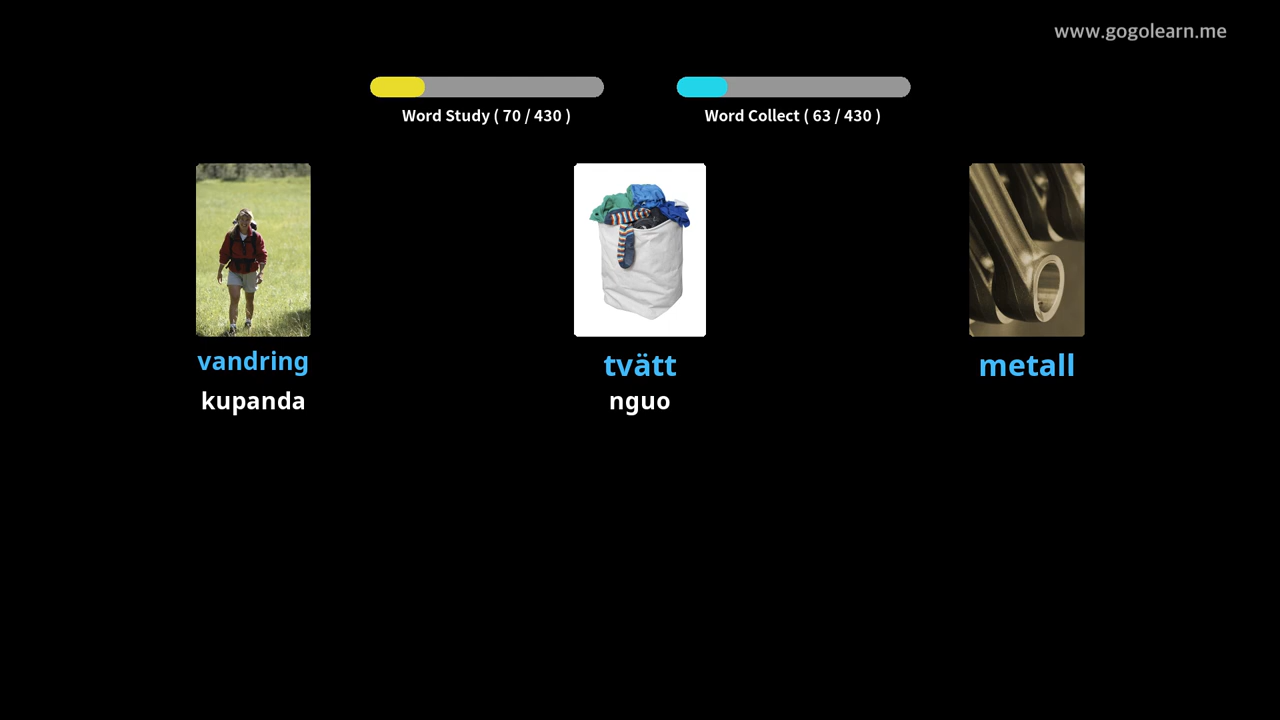 www.gogolearn.me
Word Study ( 70 / 430 )
Word Collect ( 63 / 430 )
vandring
kupanda
tvätt
nguo
metall